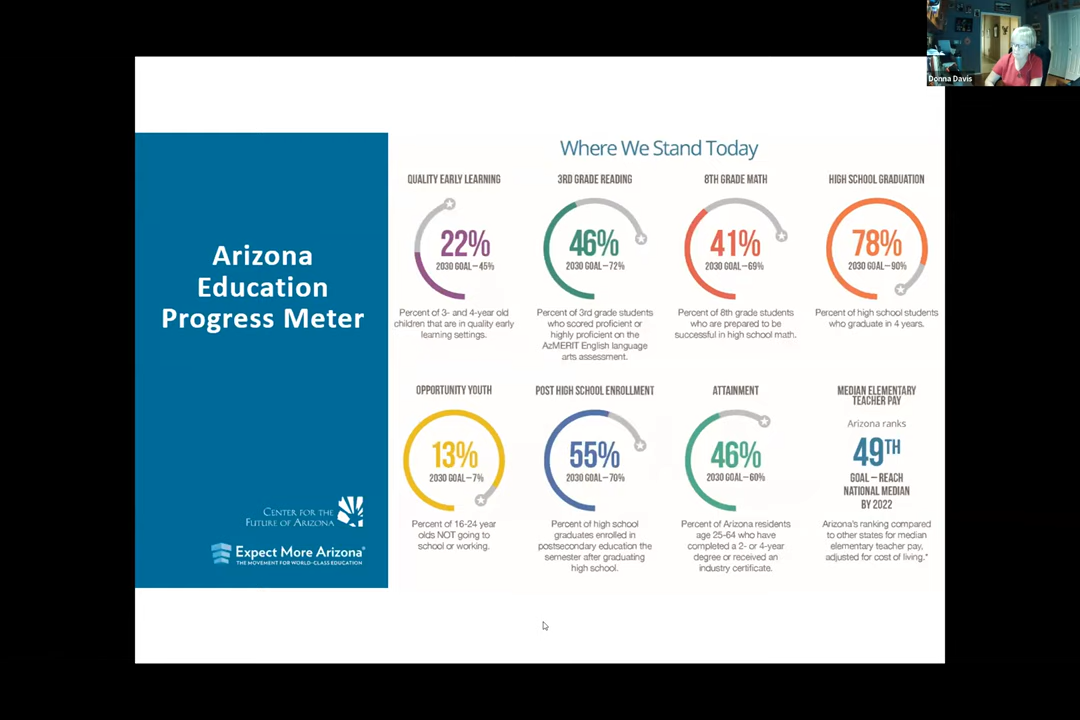 Donna Davis
Arizona
Education
Progress Meter
CENTER FOR THE
FUTURE OF ARIZONA
Expect More Arizona®
THE MOVEMENT FOR WORLD-CLASS EDUCATION
Where We Stand Today
QUALITY EARLY LEARNING
22%
2030 GOAL – 45%
Percent of 3- and 4-year old
children that are in quality early
learning settings.
3RD GRADE READING
46%
2030 GOAL – 72%
Percent of 3rd grade students
who scored proficient or
highly proficient on the
AzMERIT English language
arts assessment.
8TH GRADE MATH
41%
2030 GOAL – 69%
Percent of 8th grade students
who are prepared to be
successful in high school math.
HIGH SCHOOL GRADUATION
78%
2030 GOAL – 90%
Percent of high school students
who graduate in 4 years.
OPPORTUNITY YOUTH
13%
2030 GOAL – 7%
Percent of 16-24 year
olds NOT going to
school or working.
POST HIGH SCHOOL ENROLLMENT
55%
2030 GOAL – 70%
Percent of high school
graduates enrolled in
postsecondary education the
semester after graduating
high school.
ATTAINMENT
46%
2030 GOAL – 60%
Percent of Arizona residents
age 25-64 who have
completed a 2- or 4-year
degree or received an
industry certificate.
MEDIAN ELEMENTARY
TEACHER PAY
Arizona ranks
49TH
GOAL – REACH
NATIONAL MEDIAN
BY 2022
Arizona's ranking compared
to other states for median
elementary teacher pay,
adjusted for cost of living.*